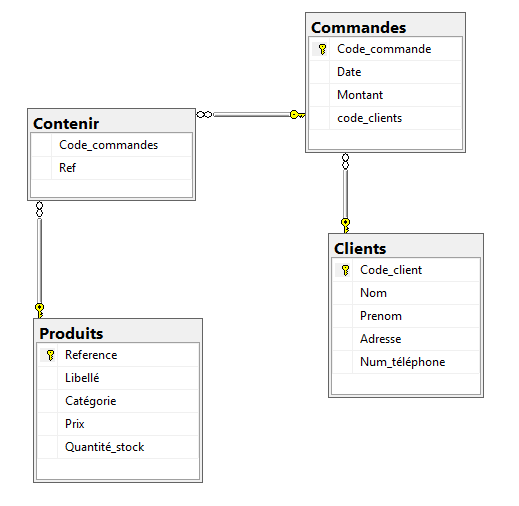 Commandes
Code_commande
Date
Montant
code_clients
Contenir
Code_commandes
Ref
Clients
Code_client
Nom
Prenom
Adresse
Num_téléphone
Produits
Reference
Libellé
Catégorie
Prix
Quantité_stock